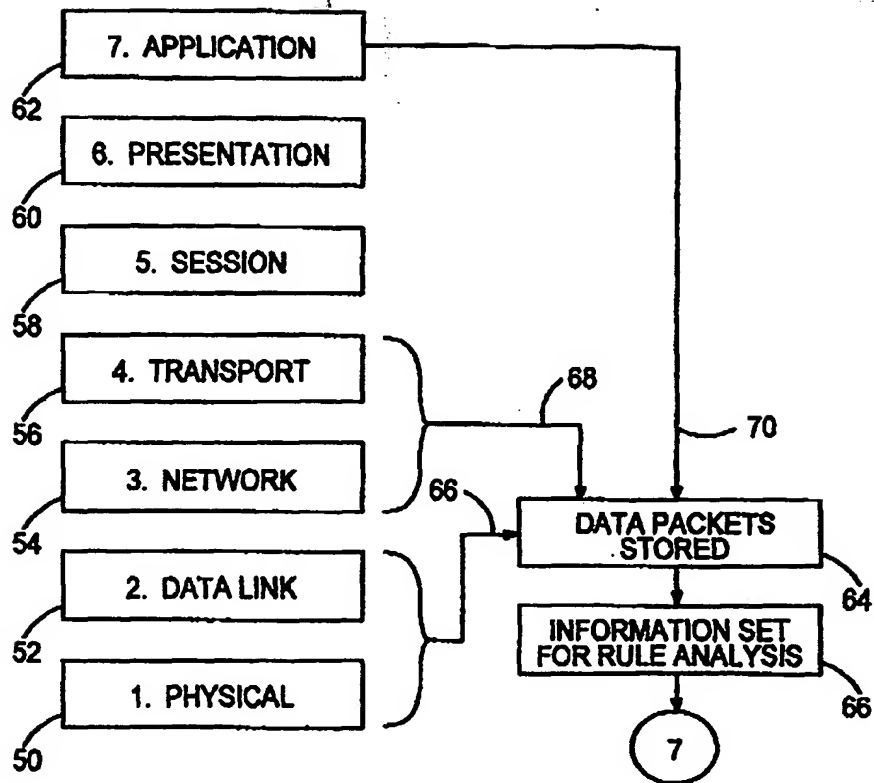 7. APPLICATION
62
6. PRESENTATION
60
5. SESSION
58
4. TRANSPORT
56
68
70
3. NETWORK
54
66
DATA PACKETS
STORED
64
2. DATA LINK
52
INFORMATION SET
FOR RULE ANALYSIS
66
1. PHYSICAL
50
7